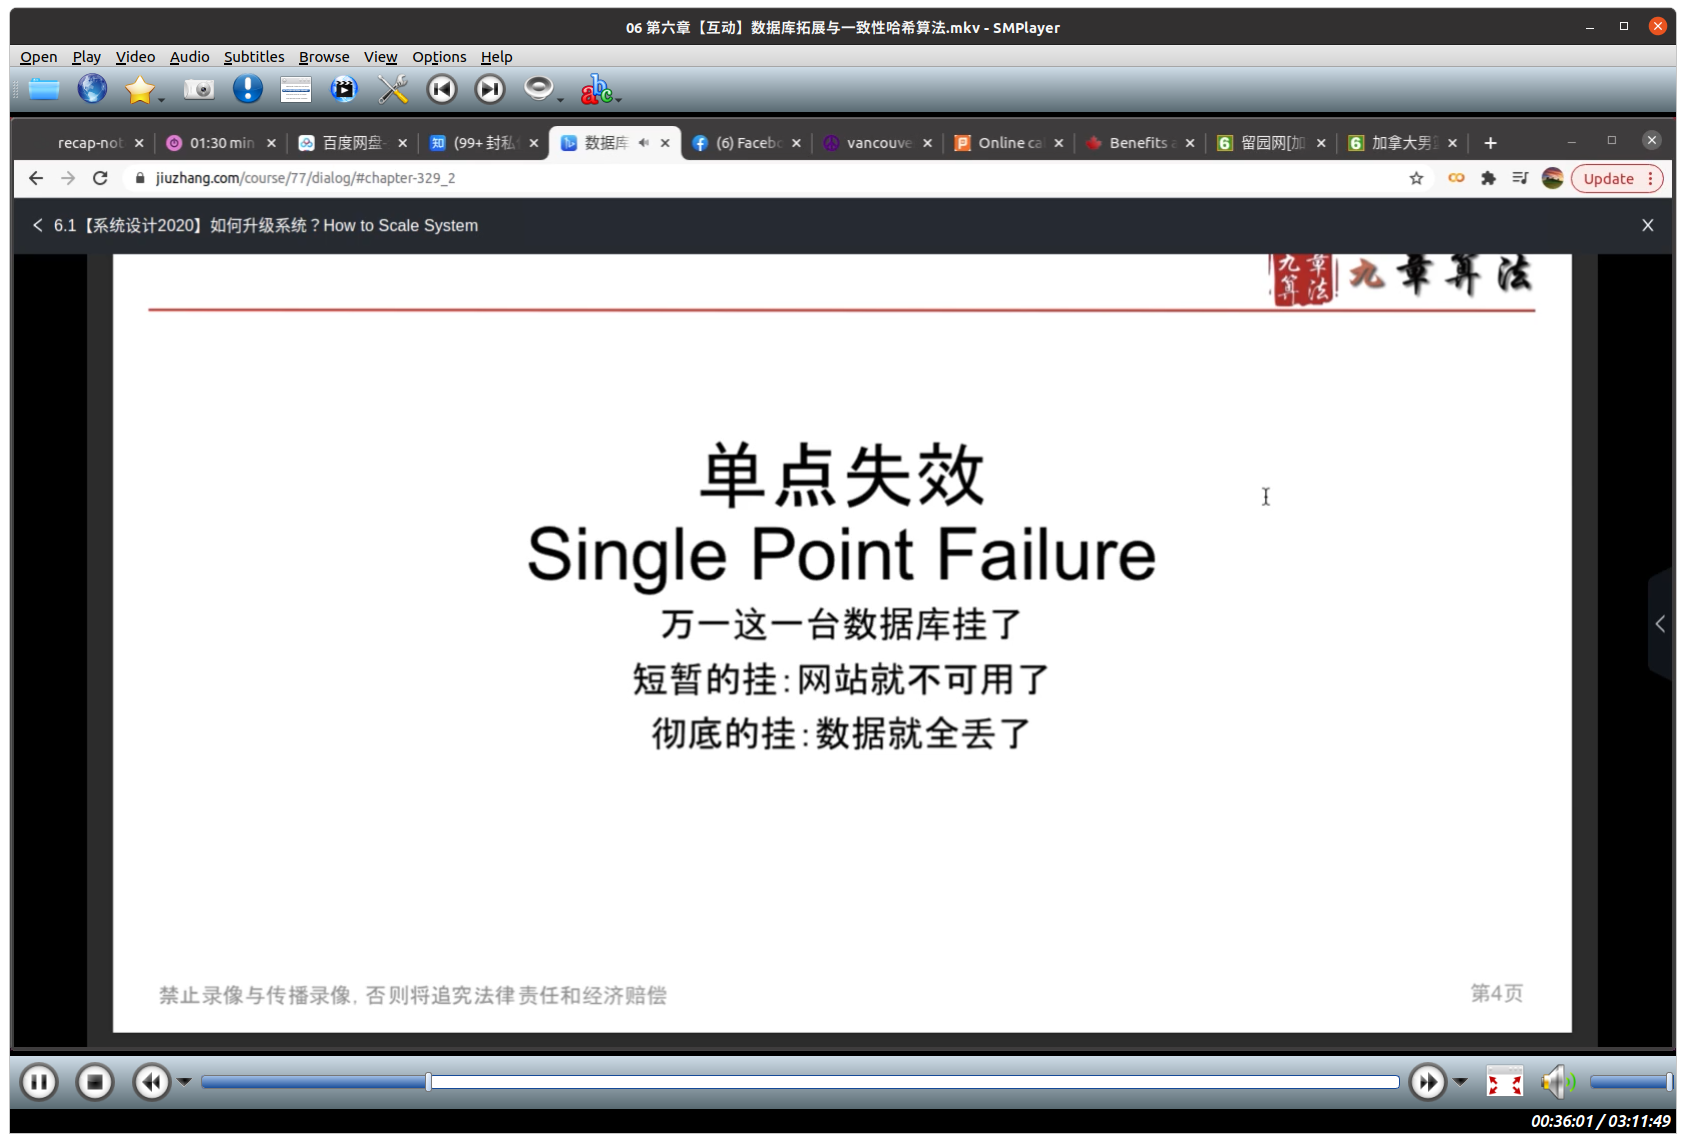 06 第六章【互动】数据库拓展与一致性哈希算法.mkv - SMPlayer
Open Play Video Audio Subtitles Browse View Options Help
abc
recap-not 01:30 min 百度网盘- 知 (99+ 封私 数据库 (6) Facebo vancouve Online ca Benefits a 6 留园网[加 6 加拿大男
jiuzhang.com/course/77/dialog/#chapter-329_2 Update
6.1【系统设计2020】如何升级系统？How to Scale System
九章算法 九章算法
单点失效
Single Point Failure
万一这一台数据库挂了
短暂的挂:网站就不可用了
彻底的挂:数据就全丢了
禁止录像与传播录像, 否则将追究法律责任和经济赔偿
第4页
00:36:01 / 03:11:49